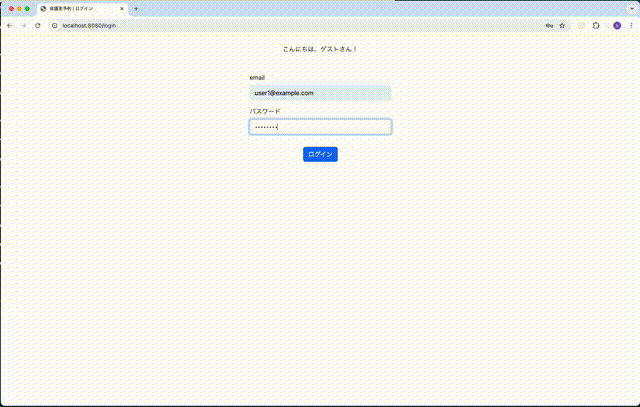 会議室予約 | ログイン
localhost:8080/login
こんにちは、ゲストさん！
email
user1@example.com
パスワード
••••••••
ログイン